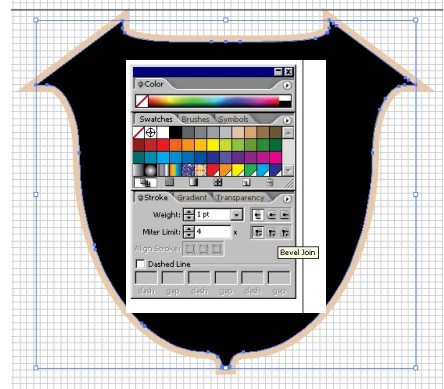 Color
Swatches Brushes Symbols
Stroke Gradient Transparency
Weight: 1 pt
Miter Limit: 4 x
Align Stroke:
Bevel Join
Dashed Line
dash gap dash gap dash gap